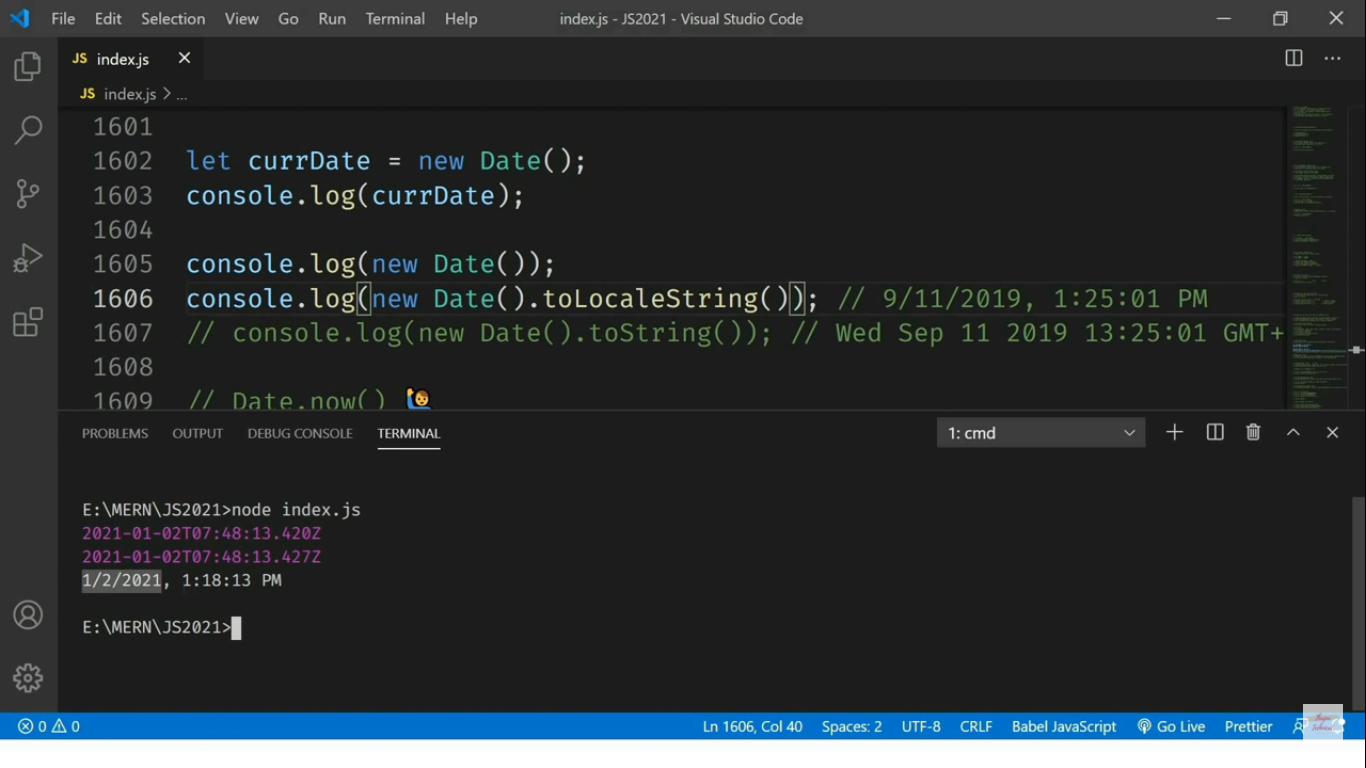 File Edit Selection View Go Run Terminal Help index.js - JS2021 - Visual Studio Code
JS index.js
JS index.js > ...
1601
1602 let currDate = new Date();
1603 console.log(currDate);
1604
1605 console.log(new Date());
1606 console.log(new Date().toLocaleString()); // 9/11/2019, 1:25:01 PM
1607 // console.log(new Date().toString()); // Wed Sep 11 2019 13:25:01 GMT+
1608
1609 // Date.now() 🙋
PROBLEMS OUTPUT DEBUG CONSOLE TERMINAL 1: cmd
E:\MERN\JS2021>node index.js
2021-01-02T07:48:13.420Z
2021-01-02T07:48:13.427Z
1/2/2021, 1:18:13 PM
E:\MERN\JS2021>
0 0 Ln 1606, Col 40 Spaces: 2 UTF-8 CRLF Babel JavaScript Go Live Prettier